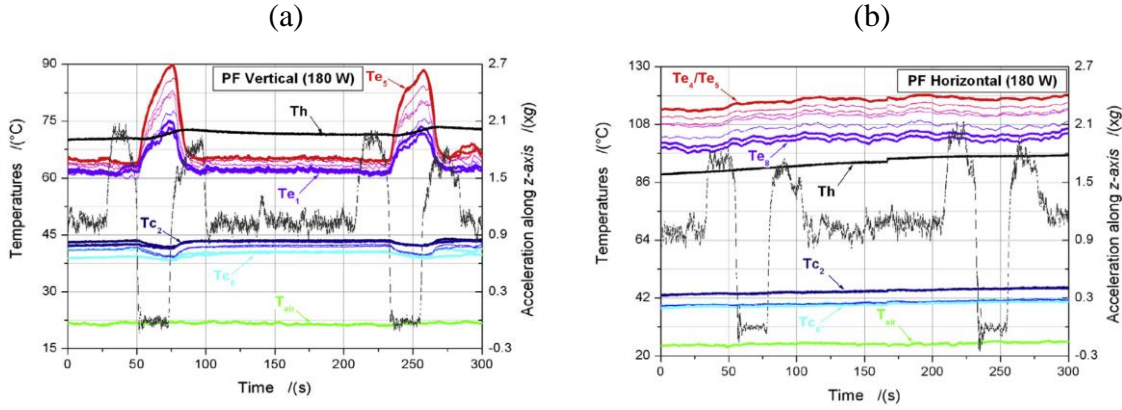 (a)
(b)
PF Vertical (180 W)
Te5
Th
Te1
Tc2
Tair
Temperatures /(°C)
90
75
60
45
30
15
0 50 100 150 200 250 300
Time /(s)
2.7
2.1
1.5
0.9
0.3
-0.3
Acceleration along z-axis /(xg)
PF Horizontal (180 W)
Te4/Te5
Te8
Th
Tc2
Tair
Temperatures /(°C)
130
108
86
64
42
20
0 50 100 150 200 250 300
Time /(s)
2.7
2.1
1.5
0.9
0.3
-0.3
Acceleration along z-axis /(xg)